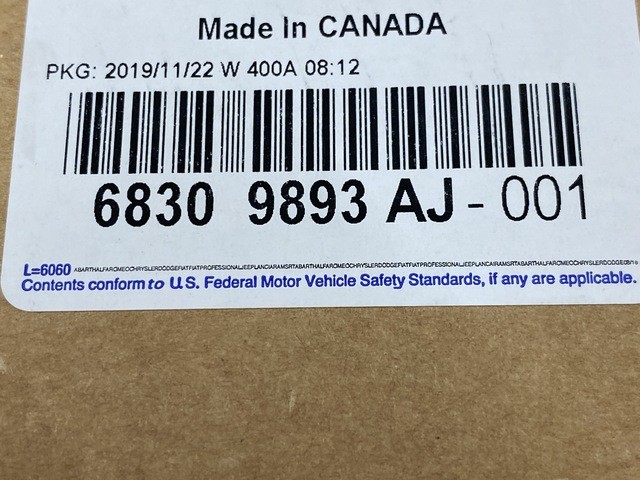 Made In CANADA
PKG: 2019/11/22 W 400A 08:12
6830 9893 AJ - 001
L=6060
Contents conform to U.S. Federal Motor Vehicle Safety Standards, if any are applicable.